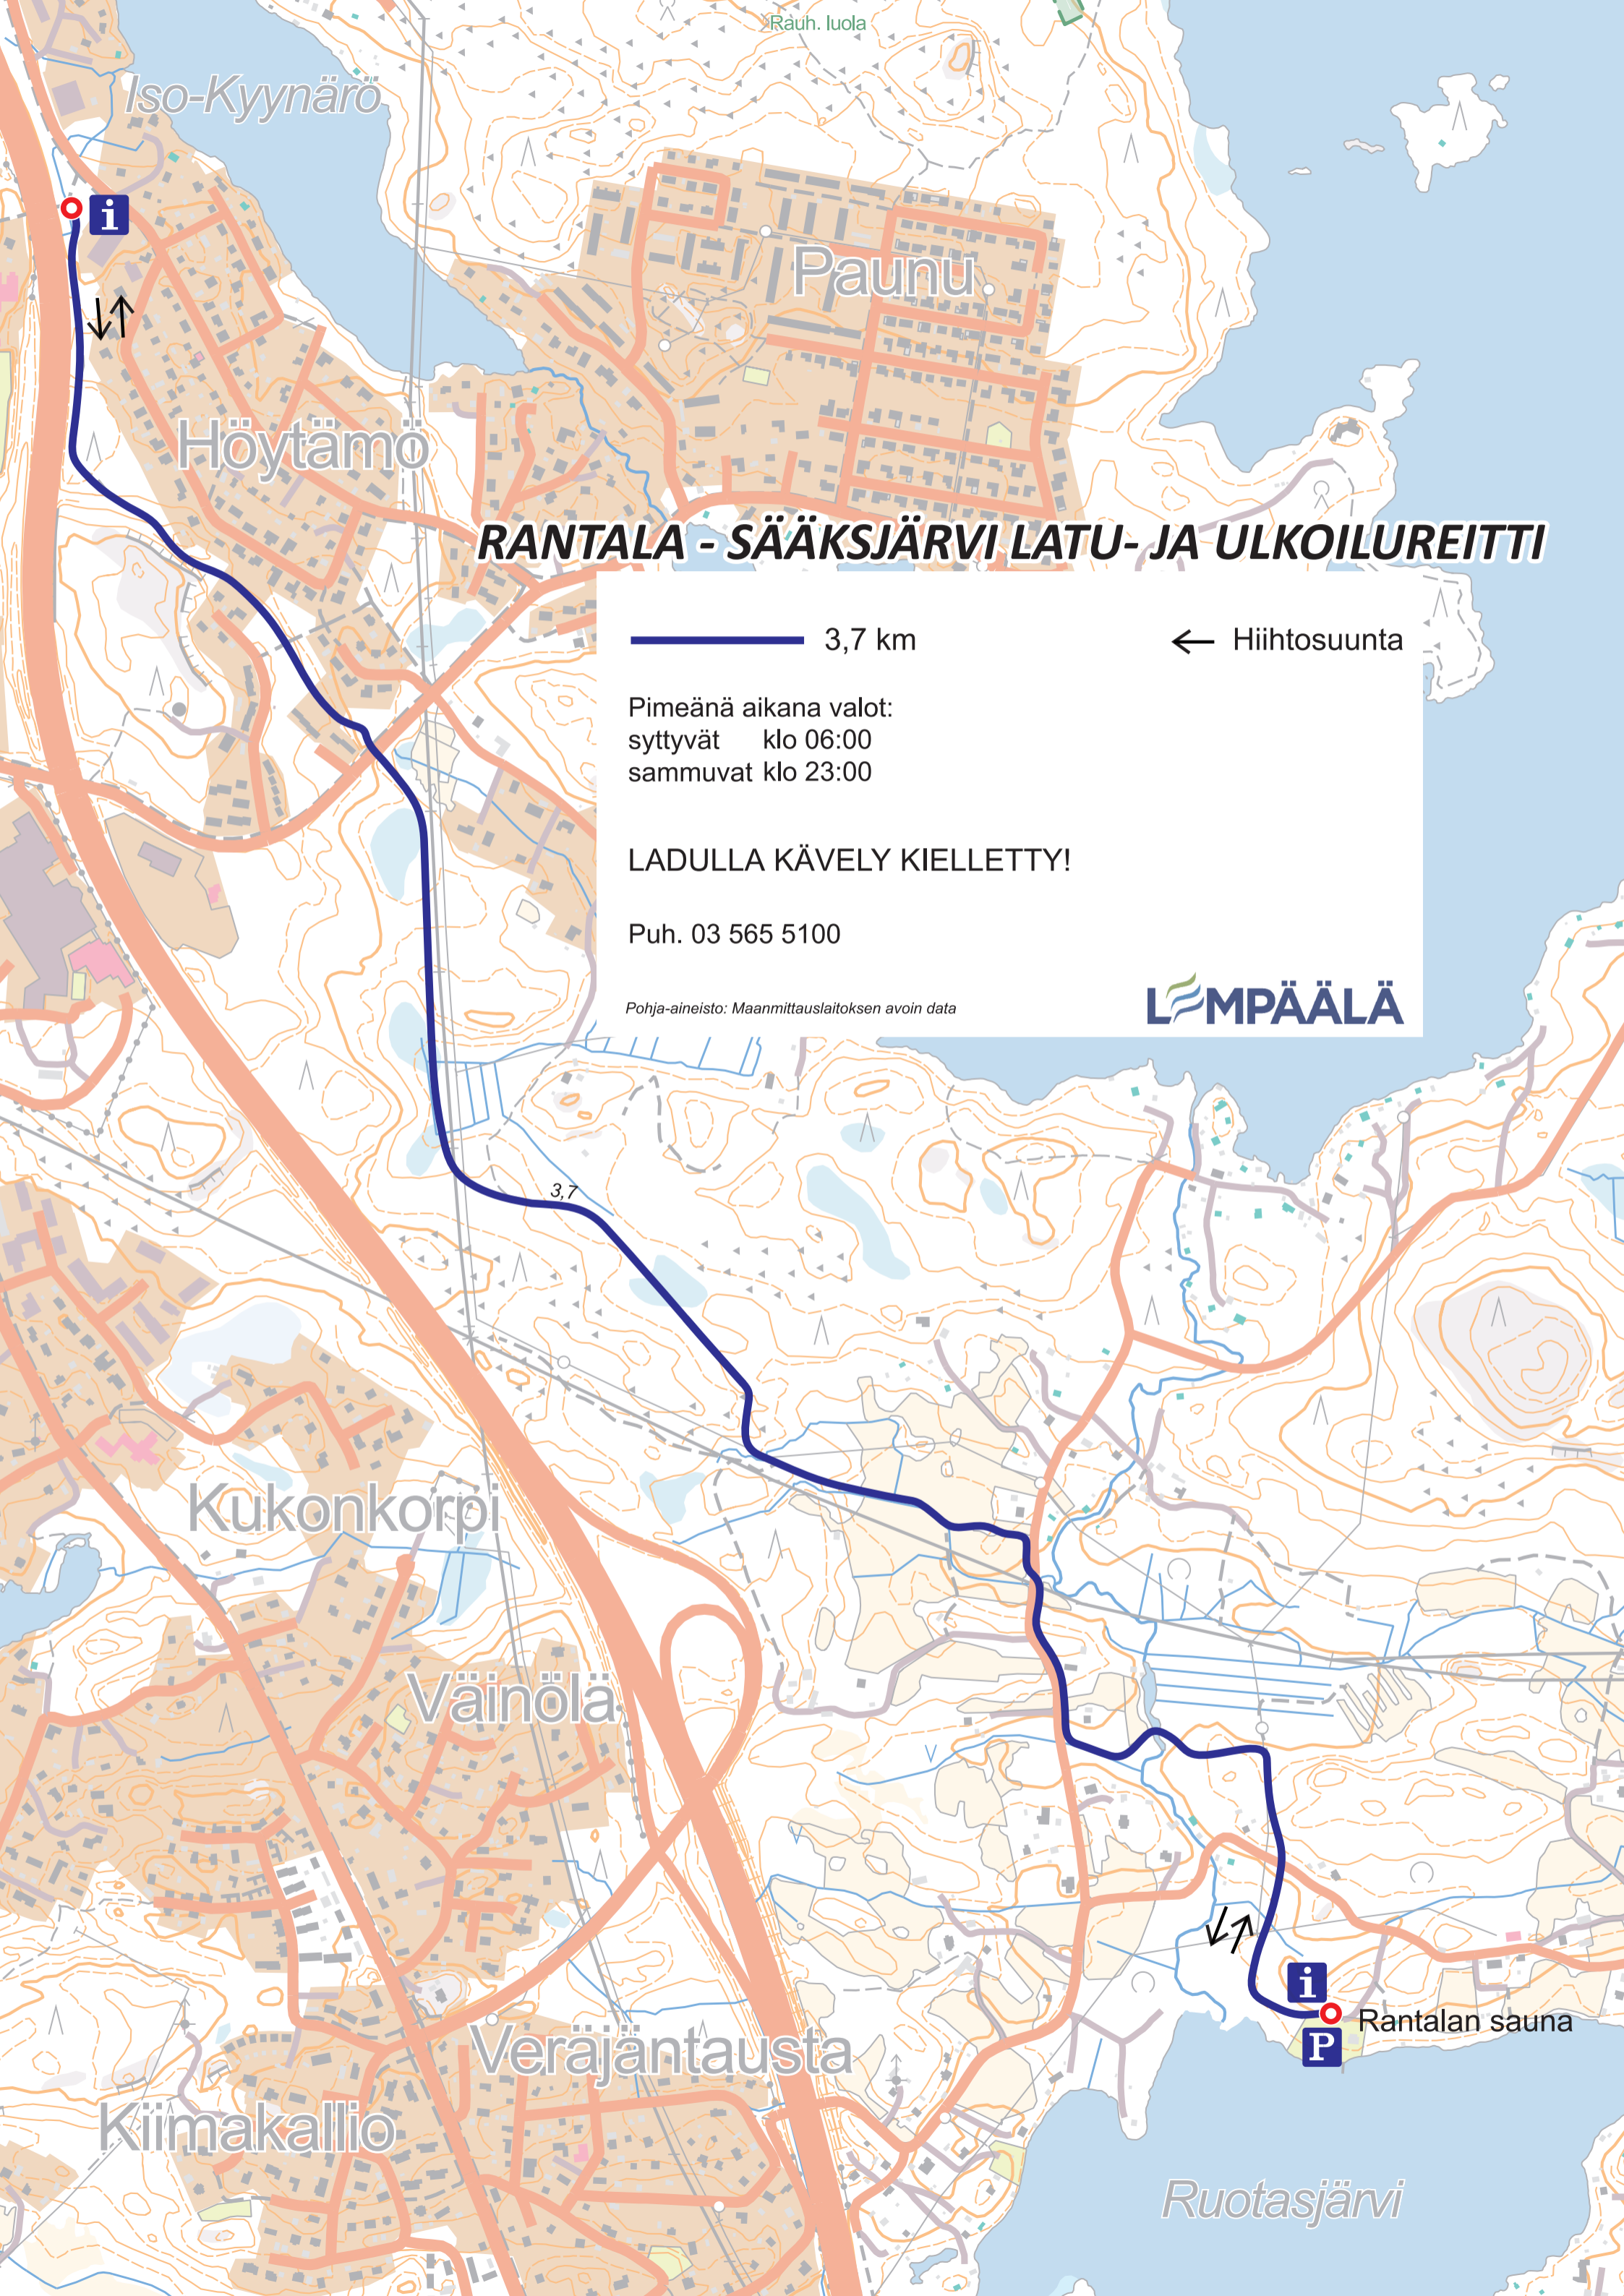 Rauh. luola
Iso-Kyynärö
i
Paunu
Höytämö
RANTALA - SÄÄKSJÄRVI LATU- JA ULKOILUREITTI
3,7 km
Hiihtosuunta
Pimeänä aikana valot:
syttyvät klo 06:00
sammuvat klo 23:00
LADULLA KÄVELY KIELLETTY!
Puh. 03 565 5100
Pohja-aineisto: Maanmittauslaitoksen avoin data
LEMPÄÄLÄ
3,7
Kukonkorpi
Väinölä
i
Rantalan sauna
P
Verajäntausta
Kiimakallio
Ruotasjärvi